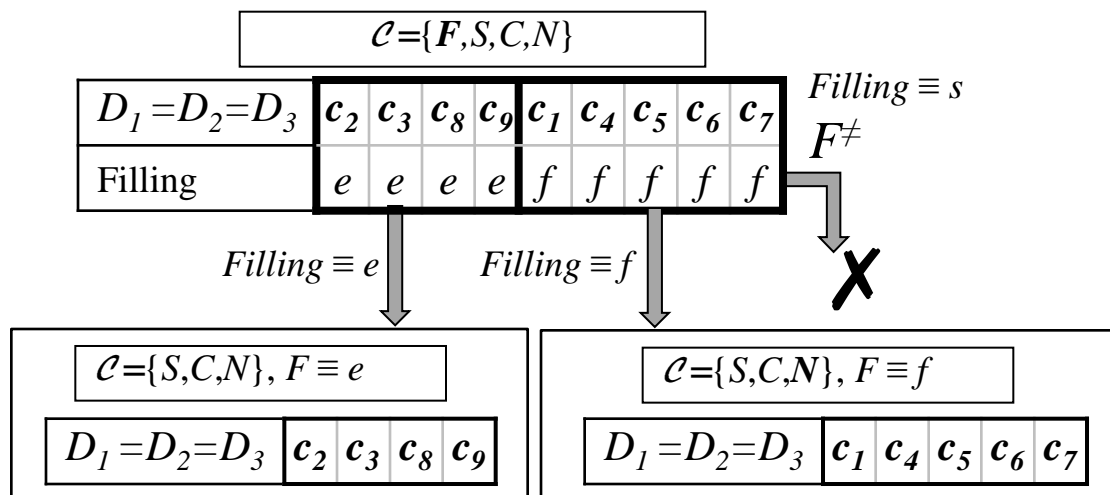 𝒞={F,S,C,N}
D₁=D₂=D₃ c₂ c₃ c₈ c₉ c₁ c₄ c₅ c₆ c₇
Filling e e e e f f f f f
Filling ≡ s
F≠
Filling ≡ e
Filling ≡ f
✗
𝒞={S,C,N}, F ≡ e
D₁=D₂=D₃ c₂ c₃ c₈ c₉
𝒞={S,C,N}, F ≡ f
D₁=D₂=D₃ c₁ c₄ c₅ c₆ c₇